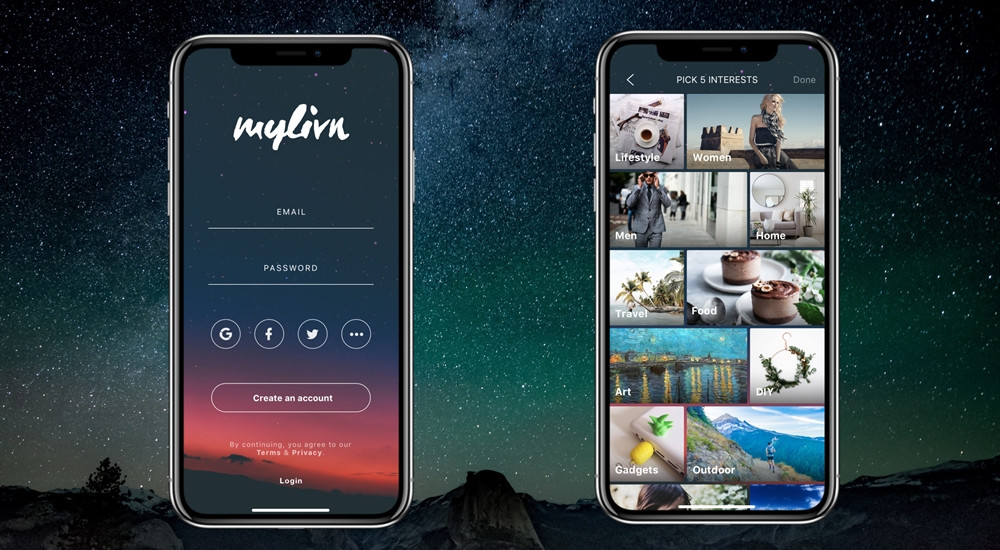 mylivn
EMAIL
PASSWORD
Create an account
By continuing, you agree to our
Terms & Privacy.
Login
PICK 5 INTERESTS
Done
Lifestyle
Women
Men
Home
Travel
Food
Art
DIY
Gadgets
Outdoor